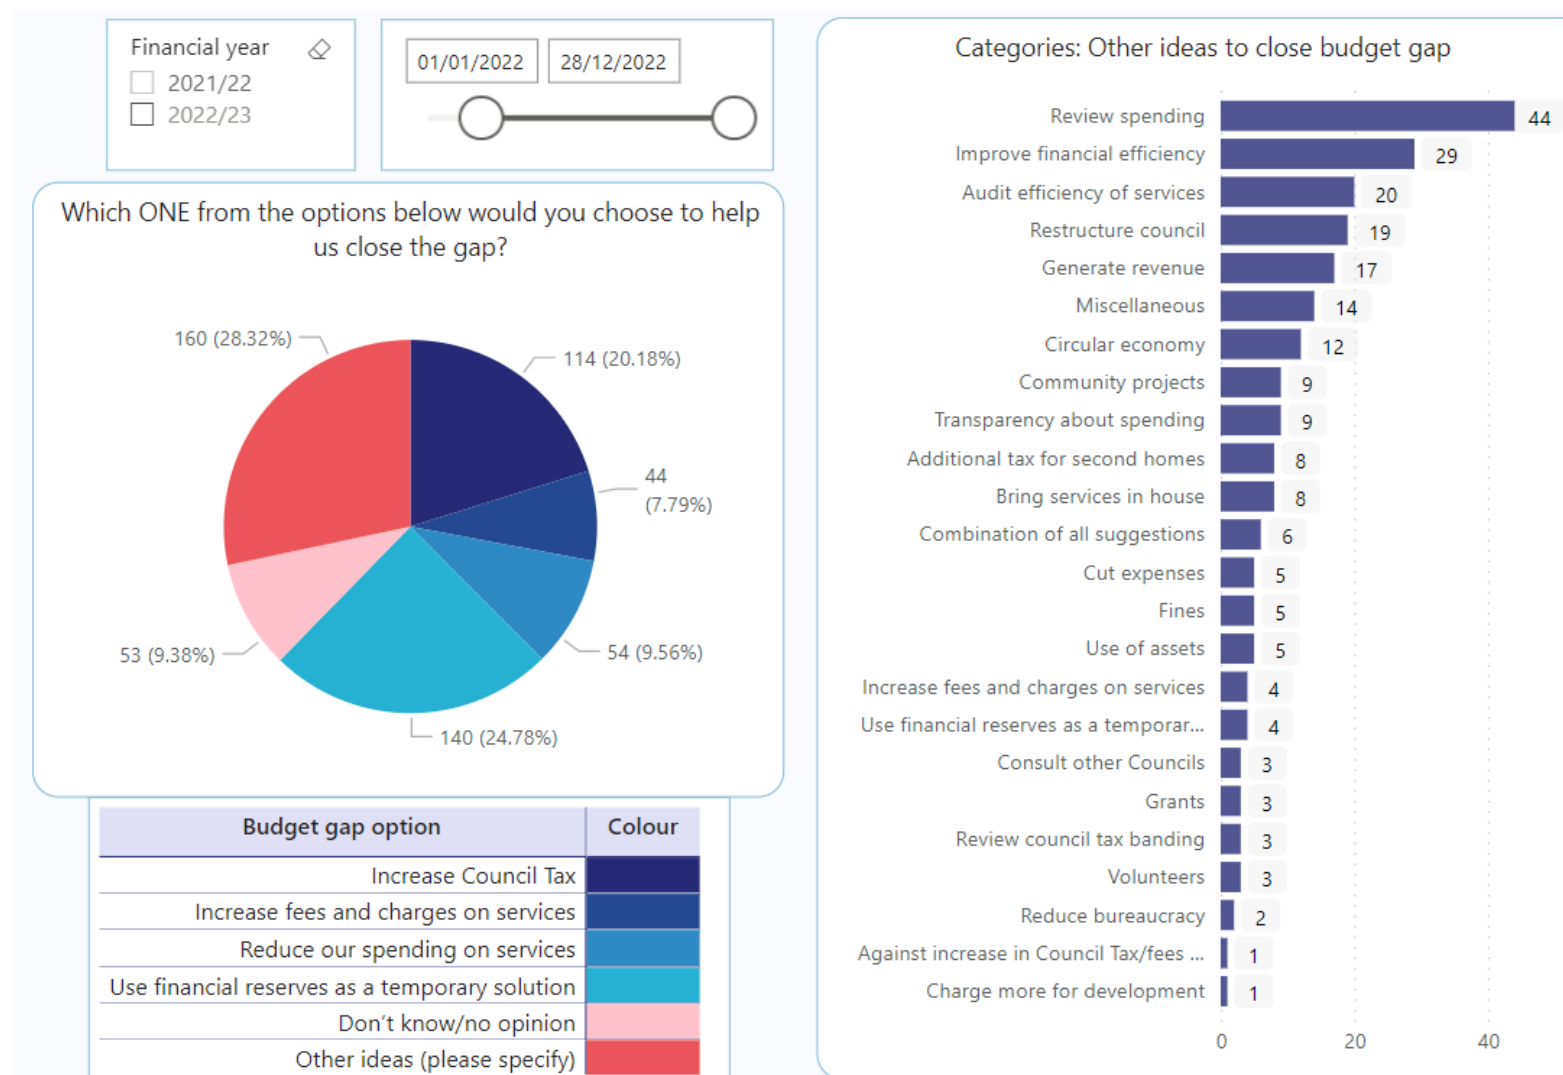 Financial year
2021/22
2022/23
01/01/2022
28/12/2022
Which ONE from the options below would you choose to help
us close the gap?
160 (28.32%)
114 (20.18%)
44
(7.79%)
54 (9.56%)
140 (24.78%)
53 (9.38%)
Budget gap option Colour
Increase Council Tax
Increase fees and charges on services
Reduce our spending on services
Use financial reserves as a temporary solution
Don't know/no opinion
Other ideas (please specify)
Categories: Other ideas to close budget gap
Review spending 44
Improve financial efficiency 29
Audit efficiency of services 20
Restructure council 19
Generate revenue 17
Miscellaneous 14
Circular economy 12
Community projects 9
Transparency about spending 9
Additional tax for second homes 8
Bring services in house 8
Combination of all suggestions 6
Cut expenses 5
Fines 5
Use of assets 5
Increase fees and charges on services 4
Use financial reserves as a temporar... 4
Consult other Councils 3
Grants 3
Review council tax banding 3
Volunteers 3
Reduce bureaucracy 2
Against increase in Council Tax/fees ... 1
Charge more for development 1
0 20 40